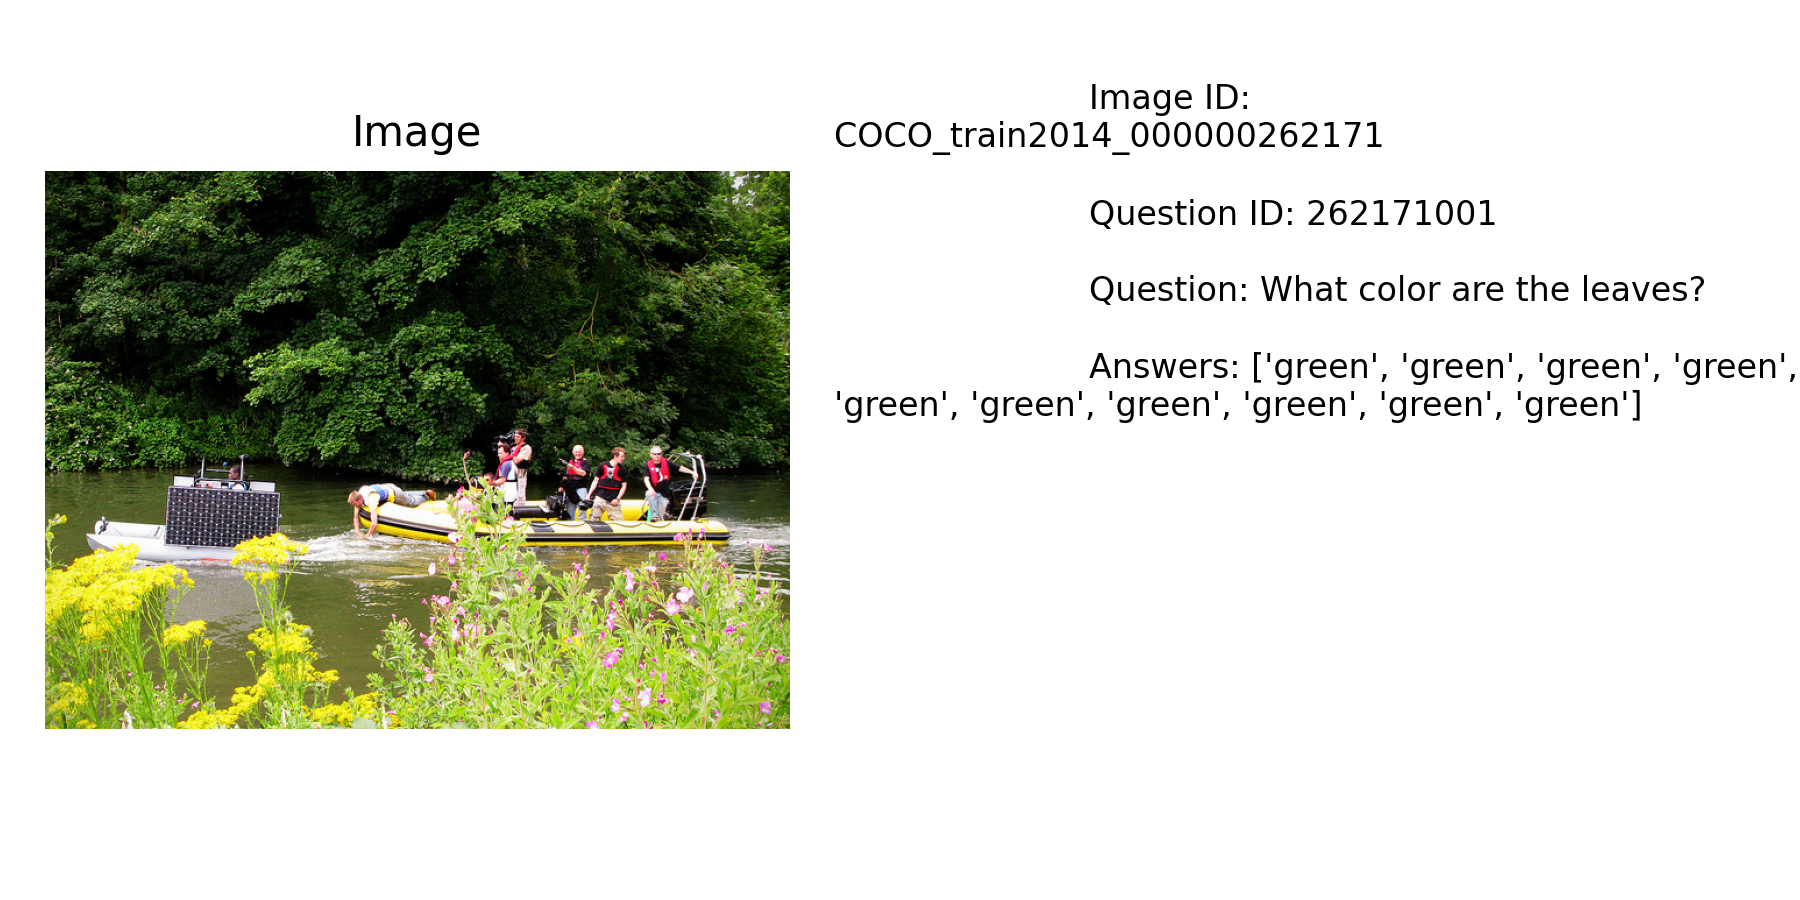 Image
Image ID:
COCO_train2014_000000262171
Question ID: 262171001
Question: What color are the leaves?
Answers: ['green', 'green', 'green', 'green',
'green', 'green', 'green', 'green', 'green', 'green']